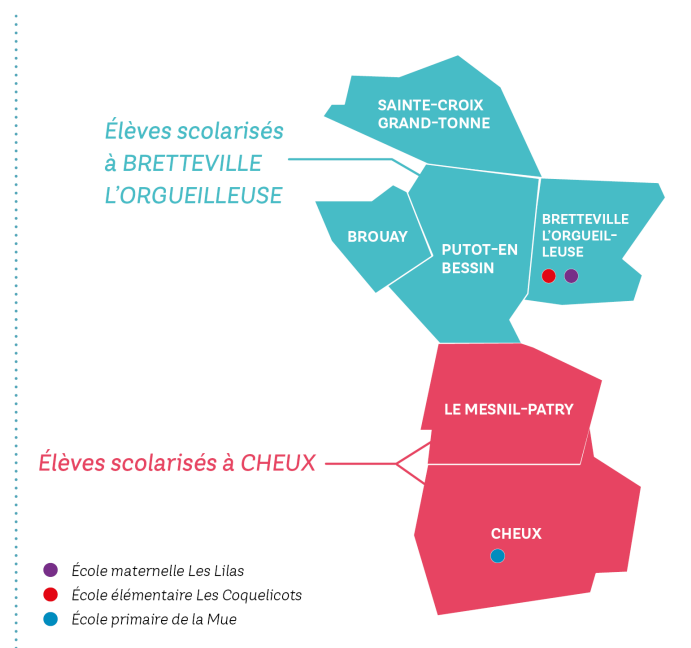 SAINTE-CROIX
GRAND-TONNE
Élèves scolarisés
à BRETTEVILLE
L'ORGUEILLEUSE
BROUAY
PUTOT-EN
BESSIN
BRETTEVILLE
L'ORGUEIL-
LEUSE
LE MESNIL-PATRY
Élèves scolarisés à CHEUX
CHEUX
École maternelle Les Lilas
École élémentaire Les Coquelicots
École primaire de la Mue